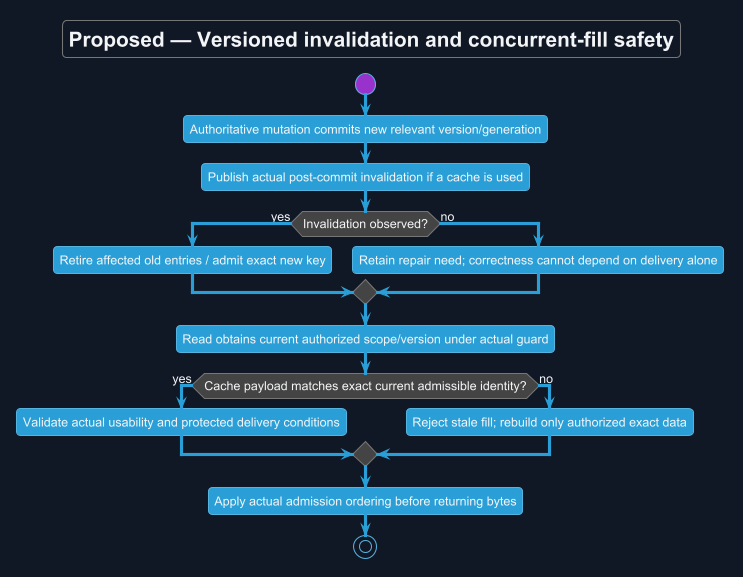 Proposed — Versioned invalidation and concurrent-fill safety
Authoritative mutation commits new relevant version/generation
Publish actual post-commit invalidation if a cache is used
yes
Invalidation observed?
no
Retire affected old entries / admit exact new key
Retain repair need; correctness cannot depend on delivery alone
Read obtains current authorized scope/version under actual guard
yes
Cache payload matches exact current admissible identity?
no
Validate actual usability and protected delivery conditions
Reject stale fill; rebuild only authorized exact data
Apply actual admission ordering before returning bytes